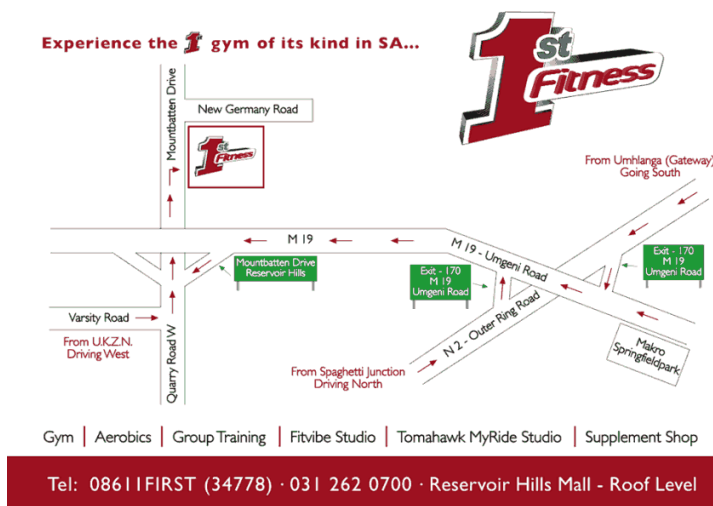 Experience the 1st gym of its kind in SA...
1st
Fitness
Mountbatten Drive
New Germany Road
1st
Fitness
From Umhlanga (Gateway)
Going South
M 19
M 19 - Umgeni Road
Mountbatten Drive
Reservoir Hills
Exit - 170
M 19
Umgeni Road
Exit - 170
M 19
Umgeni Road
Varsity Road
From U.K.Z.N.
Driving West
Quarry Road W
N 2 - Outer Ring Road
From Spaghetti Junction
Driving North
Makro
Springfieldpark
Gym | Aerobics | Group Training | Fitvibe Studio | Tomahawk MyRide Studio | Supplement Shop
Tel: 08611FIRST (34778) · 031 262 0700 · Reservoir Hills Mall - Roof Level